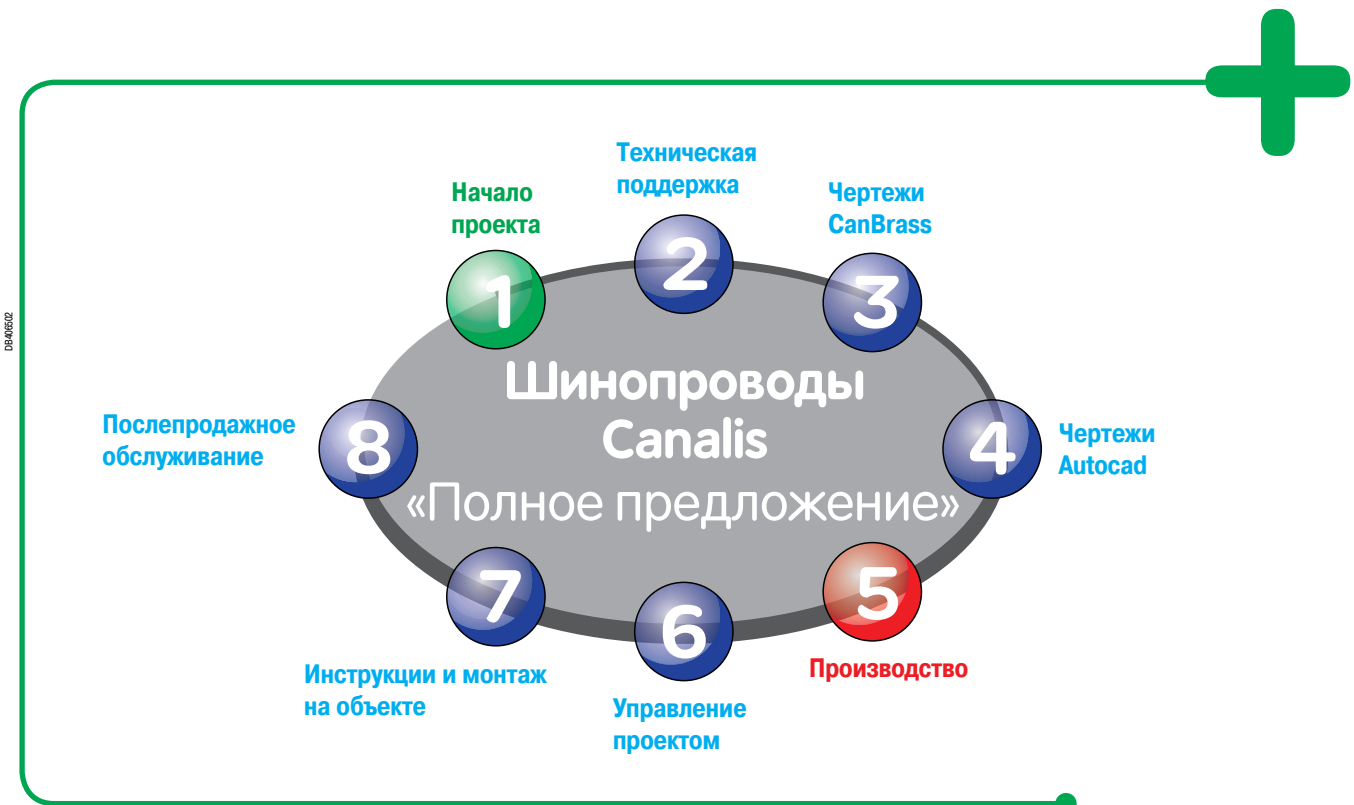 Техническая
поддержка
Начало
проекта
Чертежи
CanBrass
1
2
3
DB406502
Шинопроводы
Canalis
«Полное предложение»
Послепродажное
обслуживание
8
4
Чертежи
Autocad
7
6
5
Инструкции и монтаж
на объекте
Управление
проектом
Производство